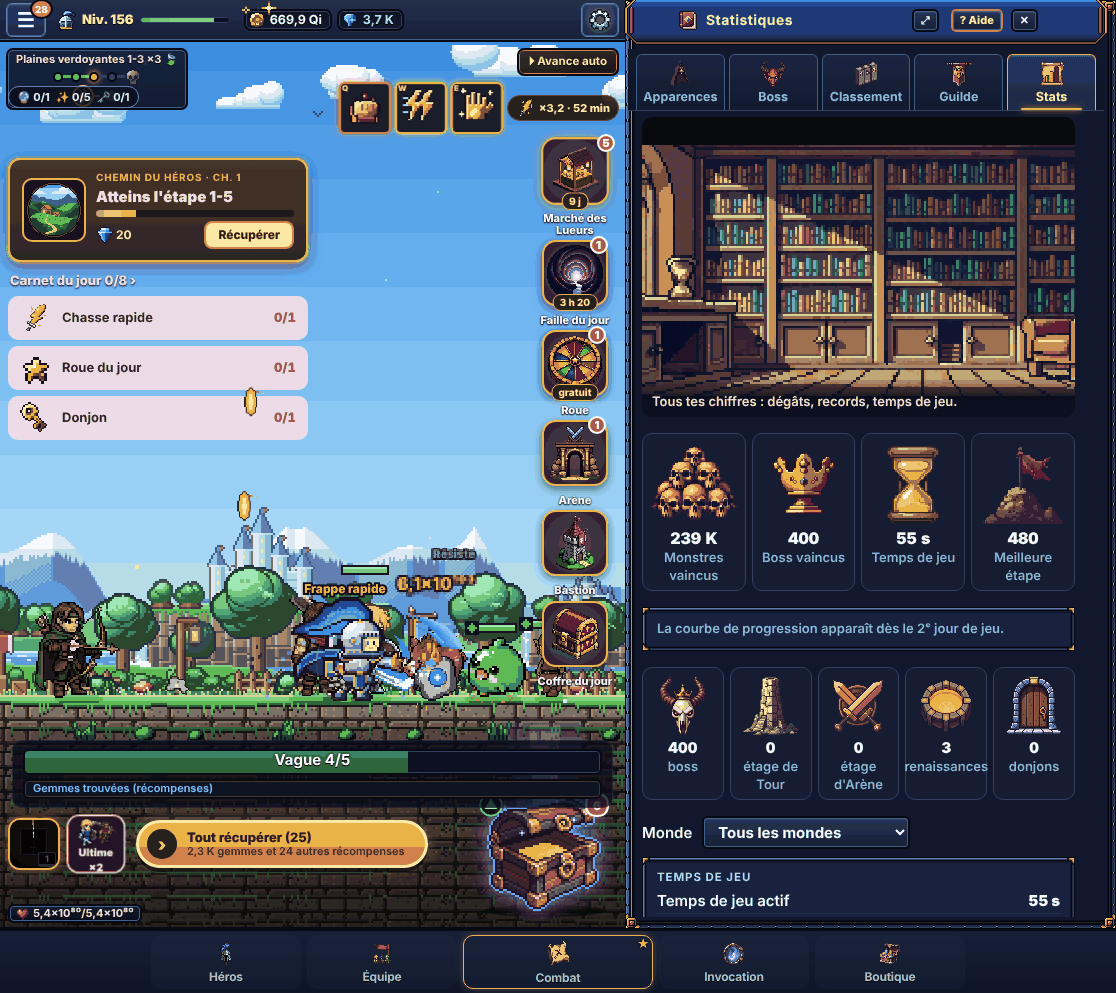 28
Niv. 156
669,9 Qi
3,7 K
Statistiques
? Aide
Plaines verdoyantes 1-3 ×3
0/1
0/5
0/1
Avance auto
Q
W
E
×3,2 · 52 min
Apparences
Boss
Classement
Guilde
Stats
CHEMIN DU HÉROS · CH. 1
Atteins l'étape 1-5
20
Récupérer
Carnet du jour 0/8 ›
Chasse rapide
0/1
Roue du jour
0/1
Donjon
0/1
5
9 j
Marché des
Lueurs
1
3 h 20
Faille du jour
1
gratuit
Roue
1
Arène
Bastion
Coffre du jour
Résiste
Frappe rapide
Tous tes chiffres : dégâts, records, temps de jeu.
239 K
Monstres
vaincus
400
Boss vaincus
55 s
Temps de jeu
480
Meilleure
étape
La courbe de progression apparaît dès le 2ᵉ jour de jeu.
400
boss
0
étage de
Tour
0
étage
d'Arène
3
renaissances
0
donjons
Monde
Tous les mondes
TEMPS DE JEU
Temps de jeu actif
55 s
Vague 4/5
Gemmes trouvées (récompenses)
1
Ultime
×2
Tout récupérer (25)
2,3 K gemmes et 24 autres récompenses
5,4×10⁸⁰/5,4×10⁸⁰
Héros
Équipe
Combat
Invocation
Boutique